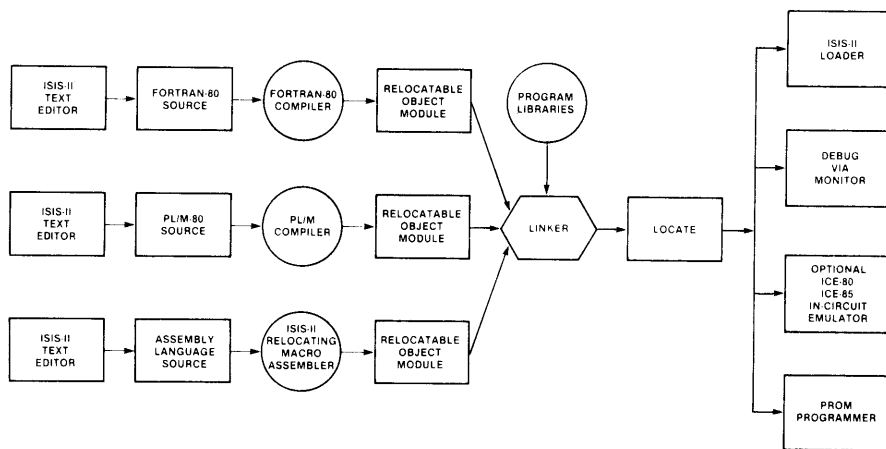 ISIS-II
TEXT
EDITOR
FORTRAN-80
SOURCE
FORTRAN-80
COMPILER
RELOCATABLE
OBJECT
MODULE
PROGRAM
LIBRARIES
ISIS-II
TEXT
EDITOR
PL/M-80
SOURCE
PL/M
COMPILER
RELOCATABLE
OBJECT
MODULE
LINKER
LOCATE
ISIS-II
TEXT
EDITOR
ASSEMBLY
LANGUAGE
SOURCE
ISIS-II
RELOCATING
MACRO
ASSEMBLER
RELOCATABLE
OBJECT
MODULE
ISIS-II
LOADER
DEBUG
VIA
MONITOR
OPTIONAL
ICE-80
ICE-85
IN-CIRCUIT
EMULATOR
PROM
PROGRAMMER